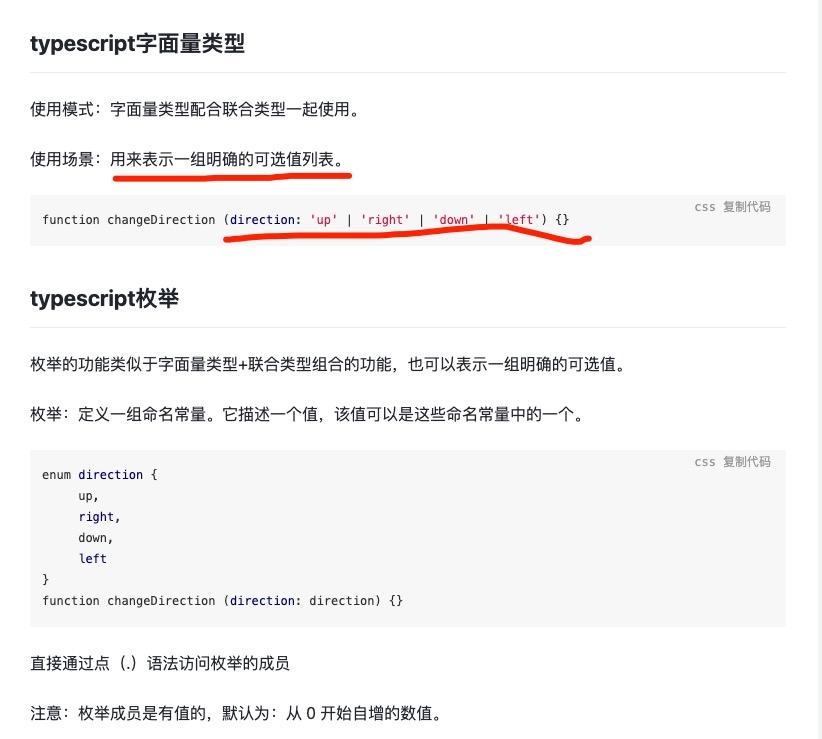 typescript字面量类型
使用模式：字面量类型配合联合类型一起使用。
使用场景：用来表示一组明确的可选值列表。
css 复制代码
function changeDirection (direction: 'up' | 'right' | 'down' | 'left') {}
typescript枚举
枚举的功能类似于字面量类型+联合类型组合的功能，也可以表示一组明确的可选值。
枚举：定义一组命名常量。它描述一个值，该值可以是这些命名常量中的一个。
css 复制代码
enum direction {
up,
right,
down,
left
}
function changeDirection (direction: direction) {}
直接通过点（.）语法访问枚举的成员
注意：枚举成员是有值的，默认为：从 0 开始自增的数值。